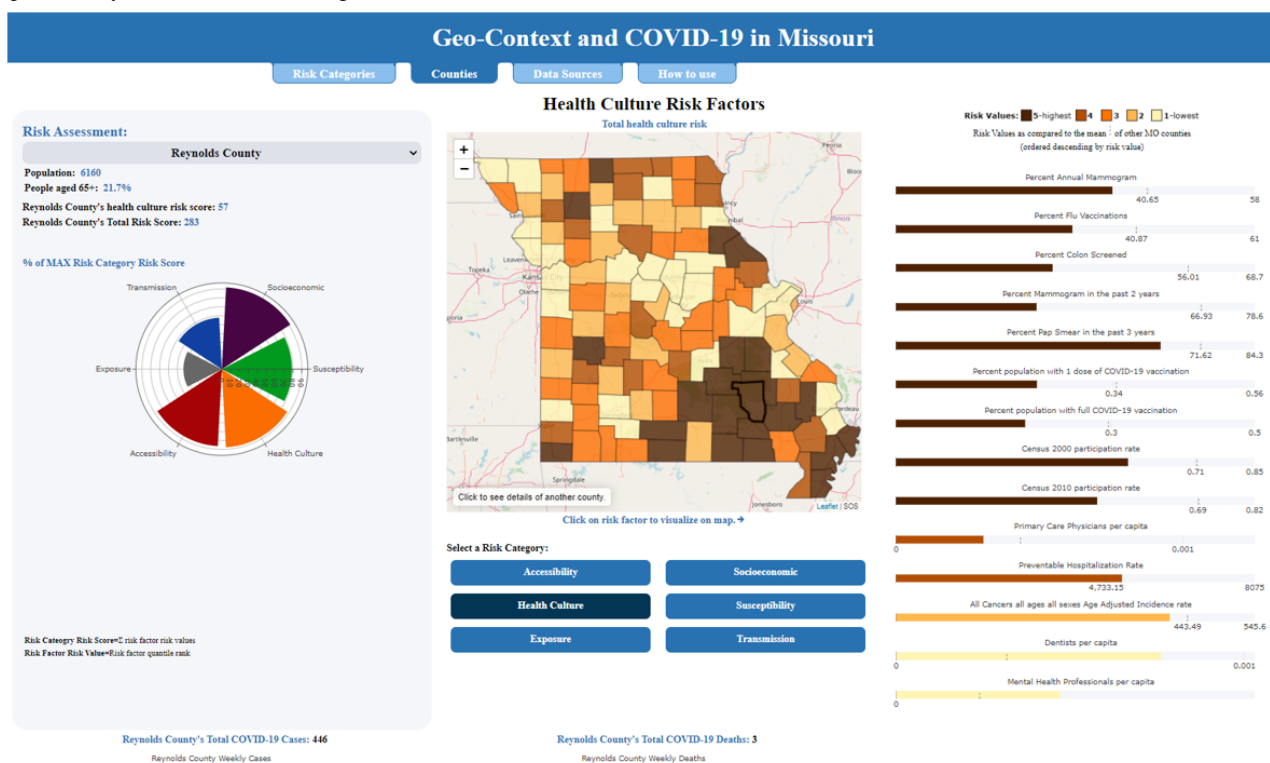 Geo-Context and COVID-19 in Missouri
Risk Categories
Counties
Data Sources
How to use
Risk Assessment:
Reynolds County
Population: 6160
People aged 65+: 21.7%
Reynolds County's health culture risk score: 57
Reynolds County's Total Risk Score: 283
% of MAX Risk Category Risk Score
Transmission
Socioeconomic
Exposure
Susceptibility
Accessibility
Health Culture
Risk Cateogry Risk Score=Σ risk factor risk values
Risk Factor Risk Value=Risk factor quantile rank
Health Culture Risk Factors
Total health culture risk
+
−
Peoria
Topeka
Olathe
Illinois
Bartlesville
Springdale
Jonesboro
Click to see details of another county.
Leaflet | SOS
Click on risk factor to visualize on map.→
Select a Risk Category:
Accessibility
Socioeconomic
Health Culture
Susceptibility
Exposure
Transmission
Risk Values: 5-highest 4 3 2 1-lowest
Risk Values as compared to the mean ⋮ of other MO counties
(ordered descending by risk value)
Percent Annual Mammogram
40.65 58
Percent Flu Vaccinations
40.87 61
Percent Colon Screened
56.01 68.7
Percent Mammogram in the past 2 years
66.93 78.6
Percent Pap Smear in the past 3 years
71.62 84.3
Percent population with 1 dose of COVID-19 vaccination
0.34 0.56
Percent population with full COVID-19 vaccination
0.3 0.5
Census 2000 participation rate
0.71 0.85
Census 2010 participation rate
0.69 0.82
Primary Care Physicians per capita
0 0.001
Preventable Hospitalization Rate
4,733.15 8075
All Cancers all ages all sexes Age Adjusted Incidence rate
443.49 545.6
Dentists per capita
0 0.001
Mental Health Professionals per capita
0
Reynolds County's Total COVID-19 Cases: 446
Reynolds County Weekly Cases
Reynolds County's Total COVID-19 Deaths: 3
Reynolds County Weekly Deaths